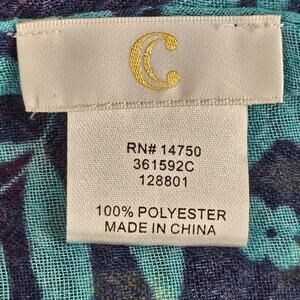 C
RN# 14750
361592C
128801
100% POLYESTER
MADE IN CHINA